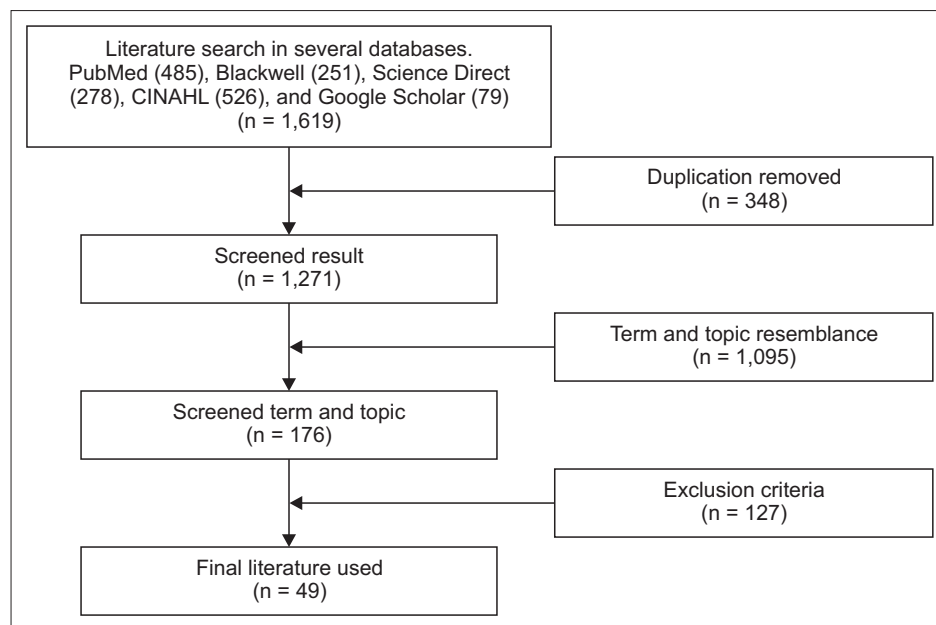 Literature search in several databases.
PubMed (485), Blackwell (251), Science Direct
(278), CINAHL (526), and Google Scholar (79)
(n = 1,619)
Duplication removed
(n = 348)
Screened result
(n = 1,271)
Term and topic resemblance
(n = 1,095)
Screened term and topic
(n = 176)
Exclusion criteria
(n = 127)
Final literature used
(n = 49)